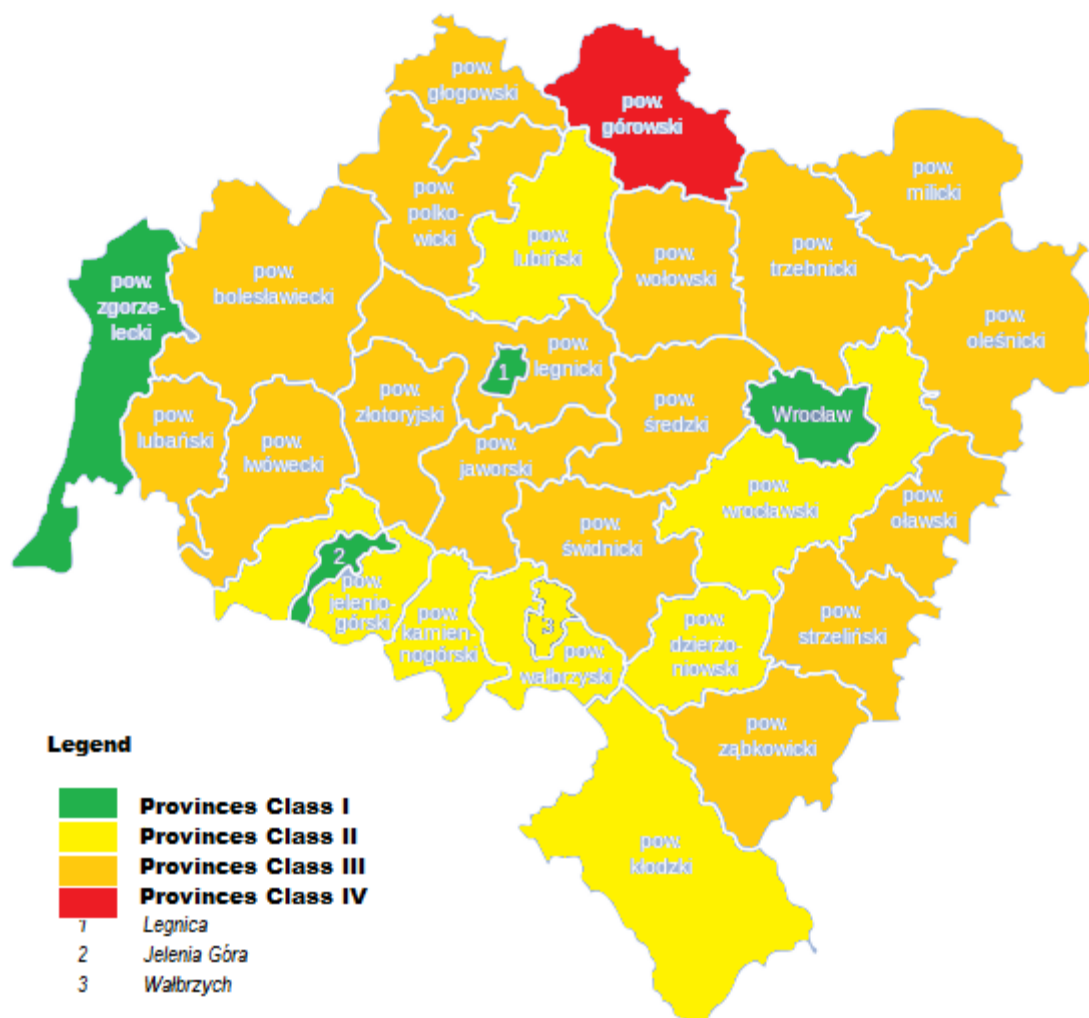 pow.
głogowski
pow.
górowski
pow.
milicki
pow.
polko-
wicki
pow.
lubiński
pow.
wołowski
pow.
trzebnicki
pow.
zgorze-
lecki
pow.
bolesławiecki
pow.
oleśnicki
1
pow.
legnicki
pow.
złotoryjski
pow.
średzki
Wrocław
pow.
lubański
pow.
lwówecki
pow.
jaworski
pow.
wrocławski
pow.
oławski
pow.
świdnicki
2
pow.
jelenio-
górski
pow.
kamien-
nogórski
3
pow.
wałbrzyski
pow.
dzierżo-
niowski
pow.
strzeliński
pow.
ząbkowicki
pow.
kłodzki
Legend
Provinces Class I
Provinces Class II
Provinces Class III
Provinces Class IV
1 Legnica
2 Jelenia Góra
3 Wałbrzych